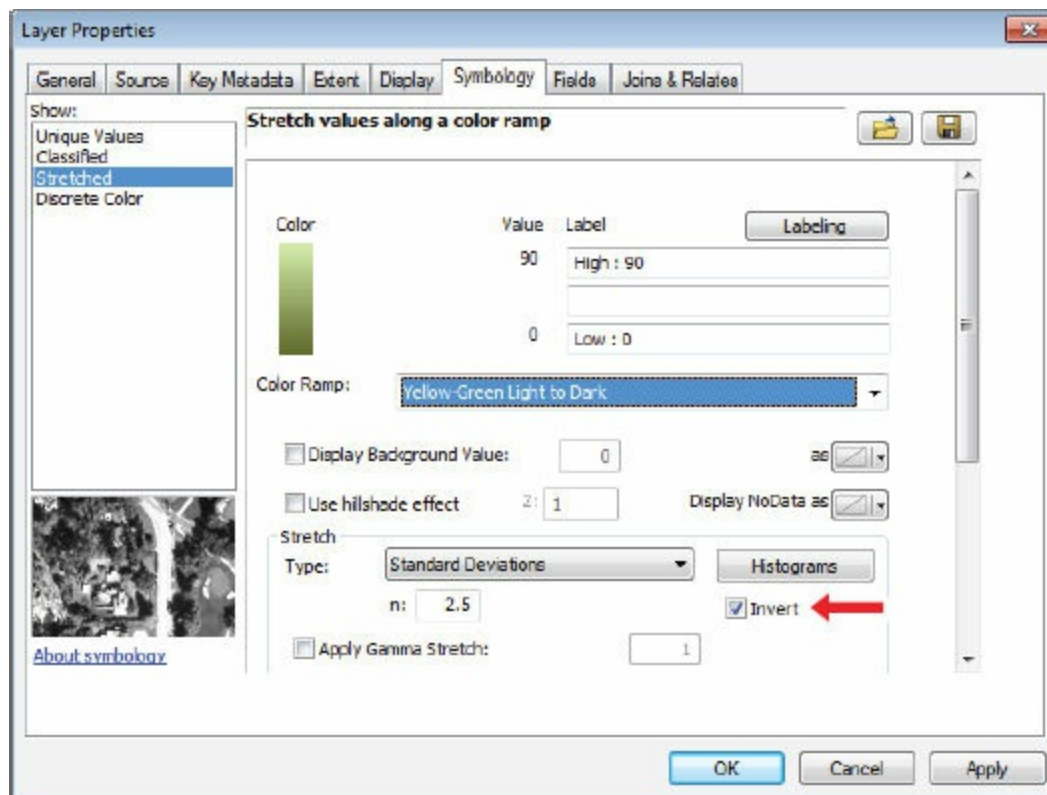 Layer Properties
General Source Key Metadata Extent Display Symbology Fields Joins & Relates
Show:
Unique Values
Classified
Stretched
Discrete Color
Stretch values along a color ramp
Color Value Label Labeling
90 High : 90
0 Low : 0
Color Ramp: Yellow-Green Light to Dark
Display Background Value: 0 as
Use hillshade effect Z: 1 Display NoData as
Stretch
Type: Standard Deviations Histograms
n: 2.5 Invert
Apply Gamma Stretch: 1
About symbology
OK Cancel Apply